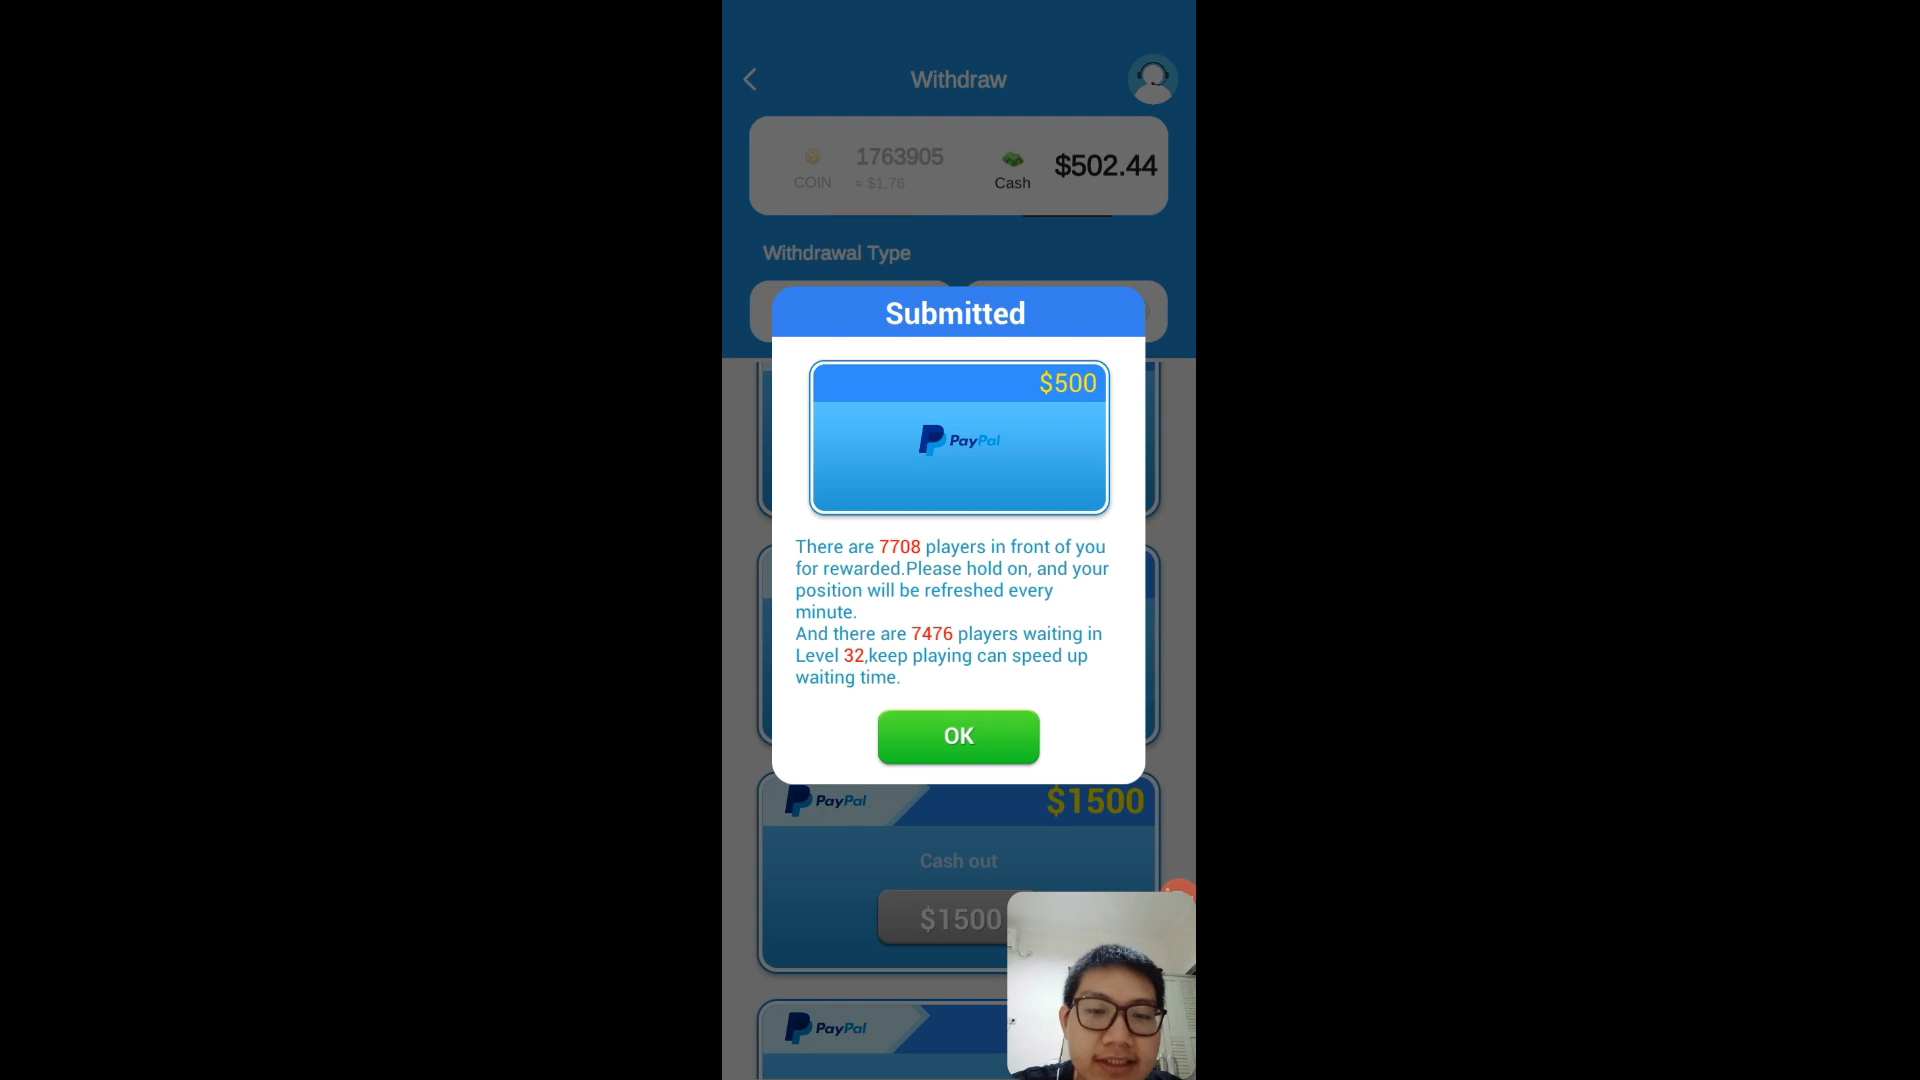 Withdraw
1763905
COIN
≈ $1.76
Cash
$502.44
Withdrawal Type
Submitted
$500
PayPal
There are 7708 players in front of you
for rewarded.Please hold on, and your
position will be refreshed every
minute.
And there are 7476 players waiting in
Level 32,keep playing can speed up
waiting time.
OK
PayPal
$1500
Cash out
$1500
PayPal